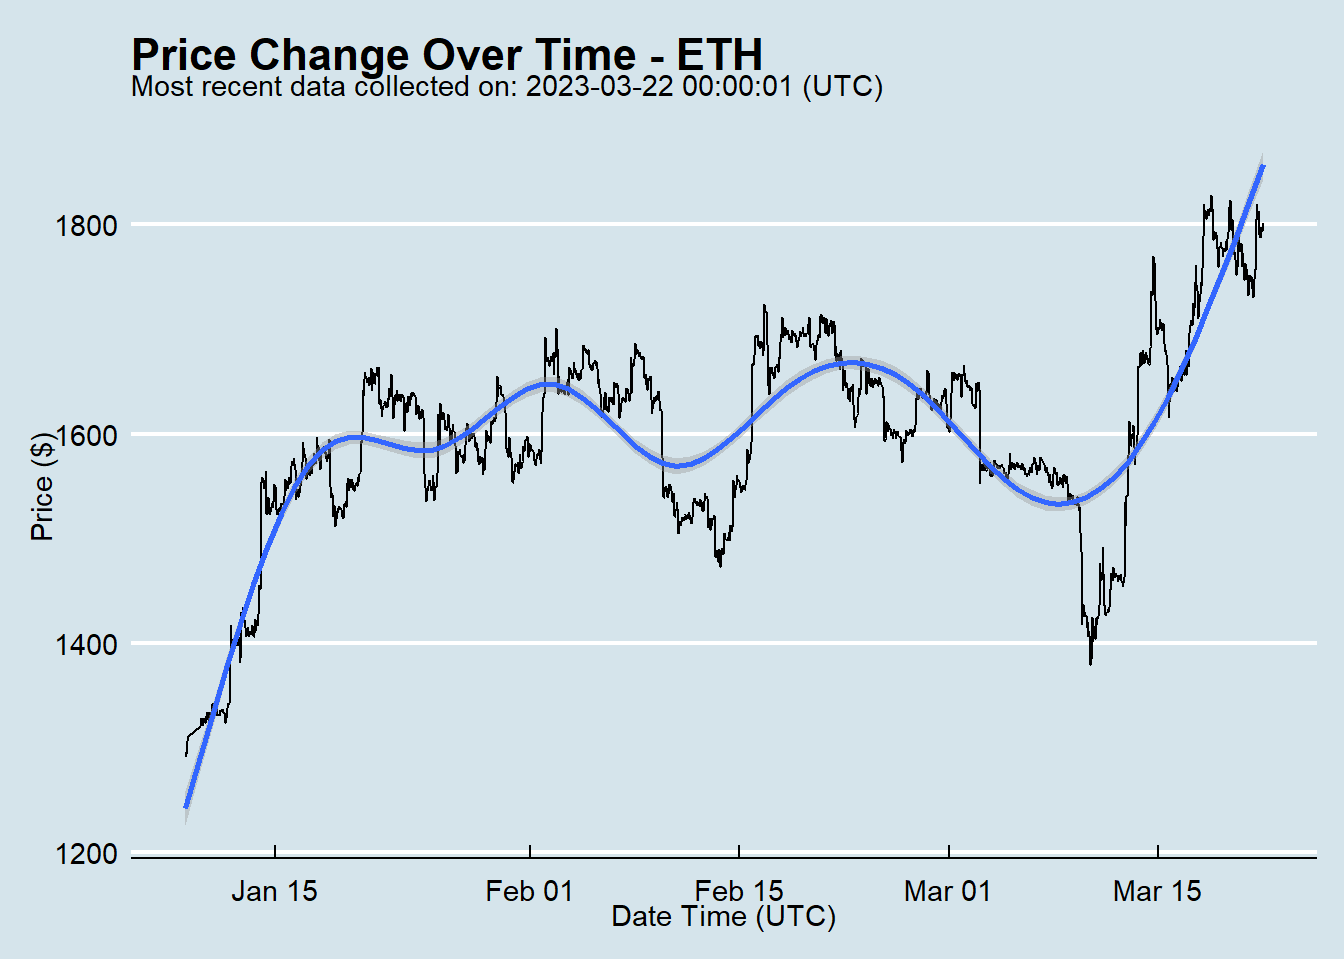 Price Change Over Time - ETH
Most recent data collected on: 2023-03-22 00:00:01 (UTC)
Price ($)
1800
1600
1400
1200
Jan 15
Feb 01
Feb 15
Mar 01
Mar 15
Date Time (UTC)